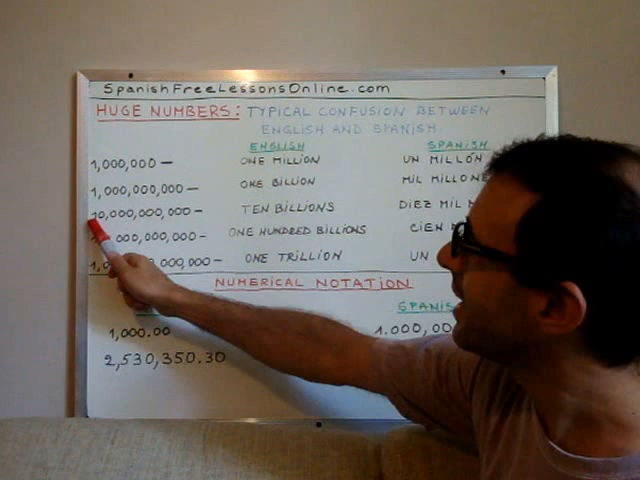 SpanishFreeLessonsOnline.com
HUGE NUMBERS: TYPICAL CONFUSION BETWEEN
ENGLISH AND SPANISH
ENGLISH SPANISH
1,000,000 — ONE MILLION UN MILLÓN
1,000,000,000 — ONE BILLION MIL MILLONE
10,000,000,000 — TEN BILLIONS DIEZ MIL
,000,000,000 — ONE HUNDRED BILLIONS CIEN
000,000 — ONE TRILLION UN
NUMERICAL NOTATION
SPANIS
1,000.00 1.000,00
2,530,350.30